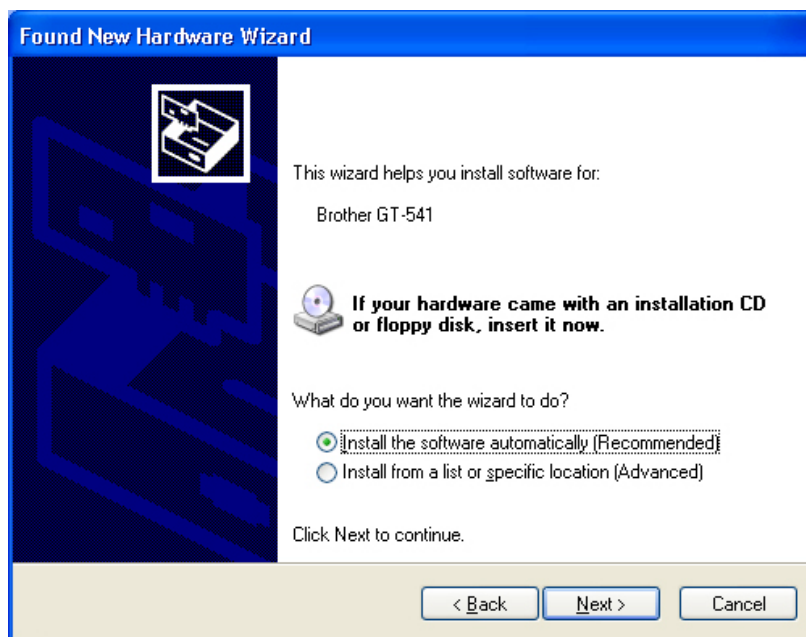 Found New Hardware Wizard
This wizard helps you install software for:
Brother GT-541
If your hardware came with an installation CD
or floppy disk, insert it now.
What do you want the wizard to do?
Install the software automatically (Recommended)
Install from a list or specific location (Advanced)
Click Next to continue.
< Back Next > Cancel